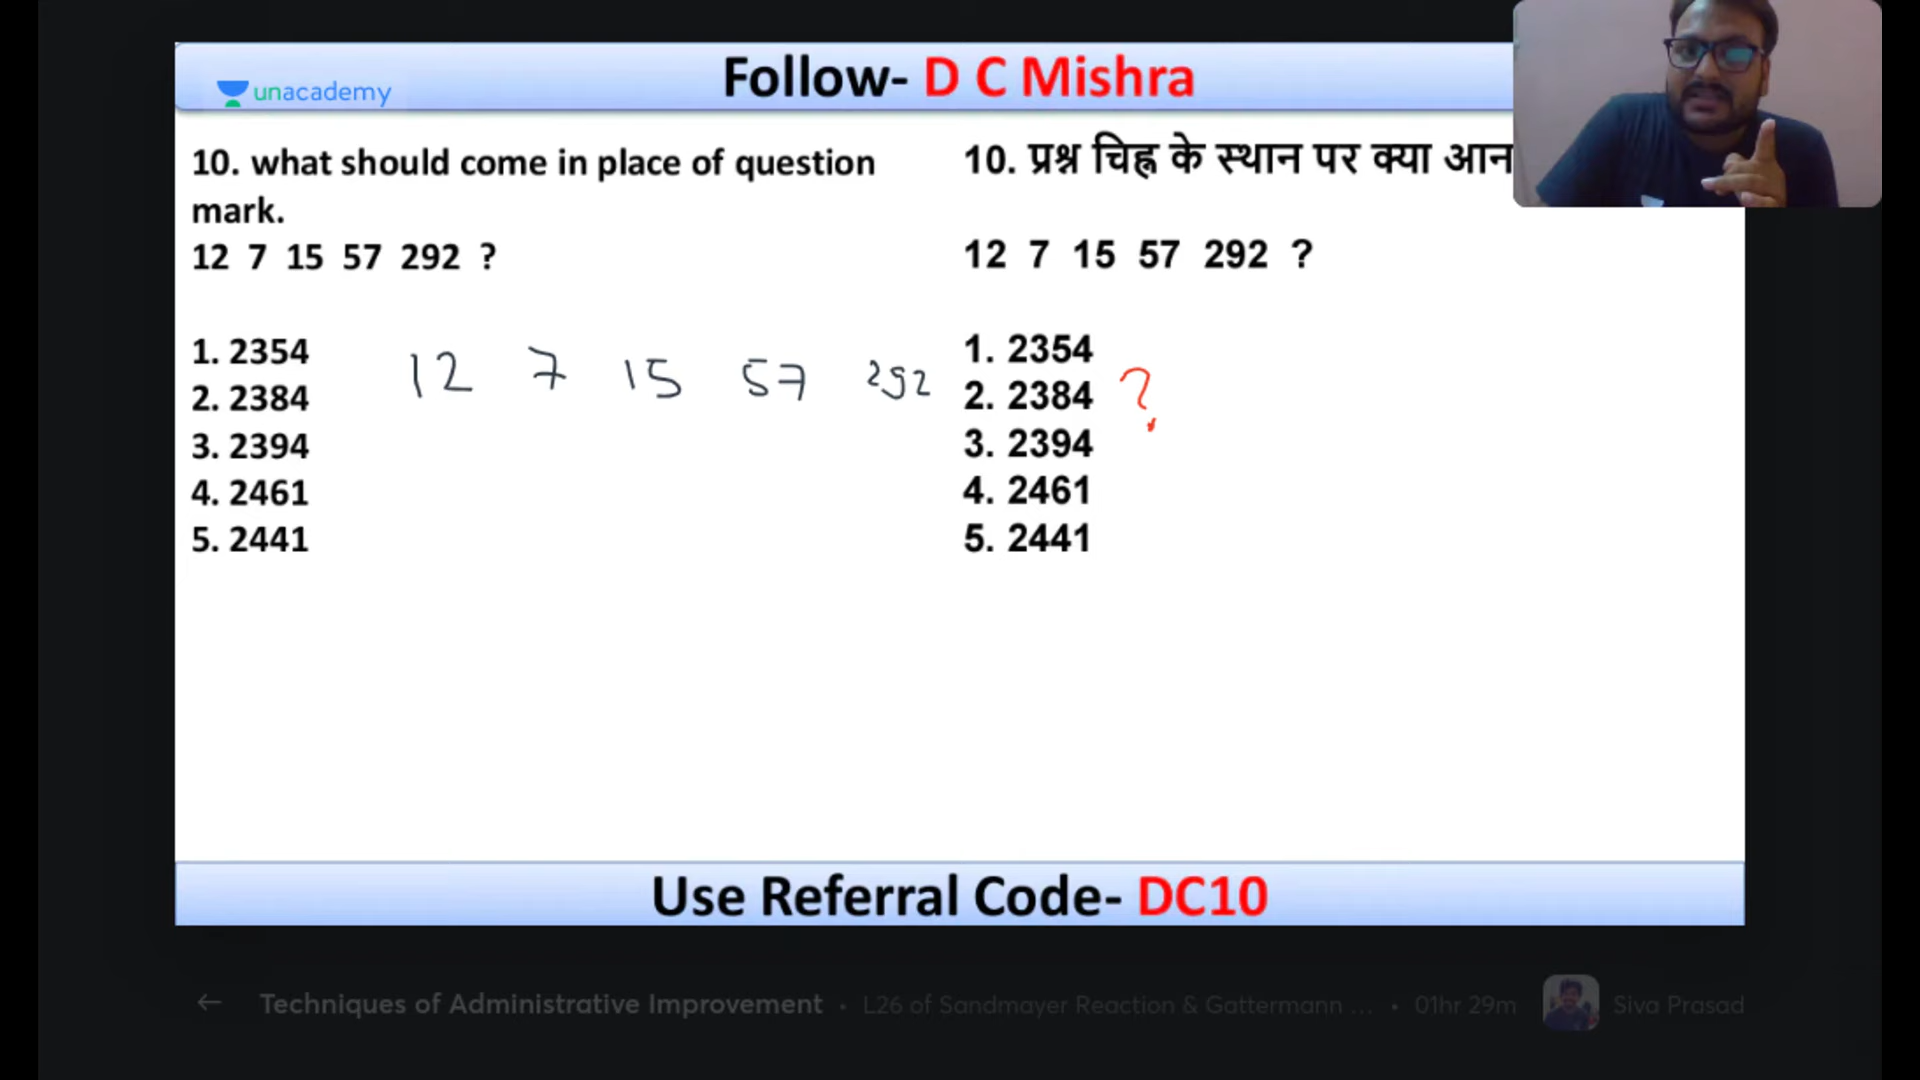 Follow- D C Mishra
unacademy
10. what should come in place of question
mark.
12 7 15 57 292 ?
1. 2354
2. 2384
3. 2394
4. 2461
5. 2441
12 7 15 57 292 ?
10. प्रश्न चिह्न के स्थान पर क्या आन
12 7 15 57 292 ?
1. 2354
2. 2384
3. 2394
4. 2461
5. 2441
Use Referral Code- DC10
Techniques of Administrative Improvement • L26 of Sandmayer Reaction & Gattermann ... • 01hr 29m Siva Prasad